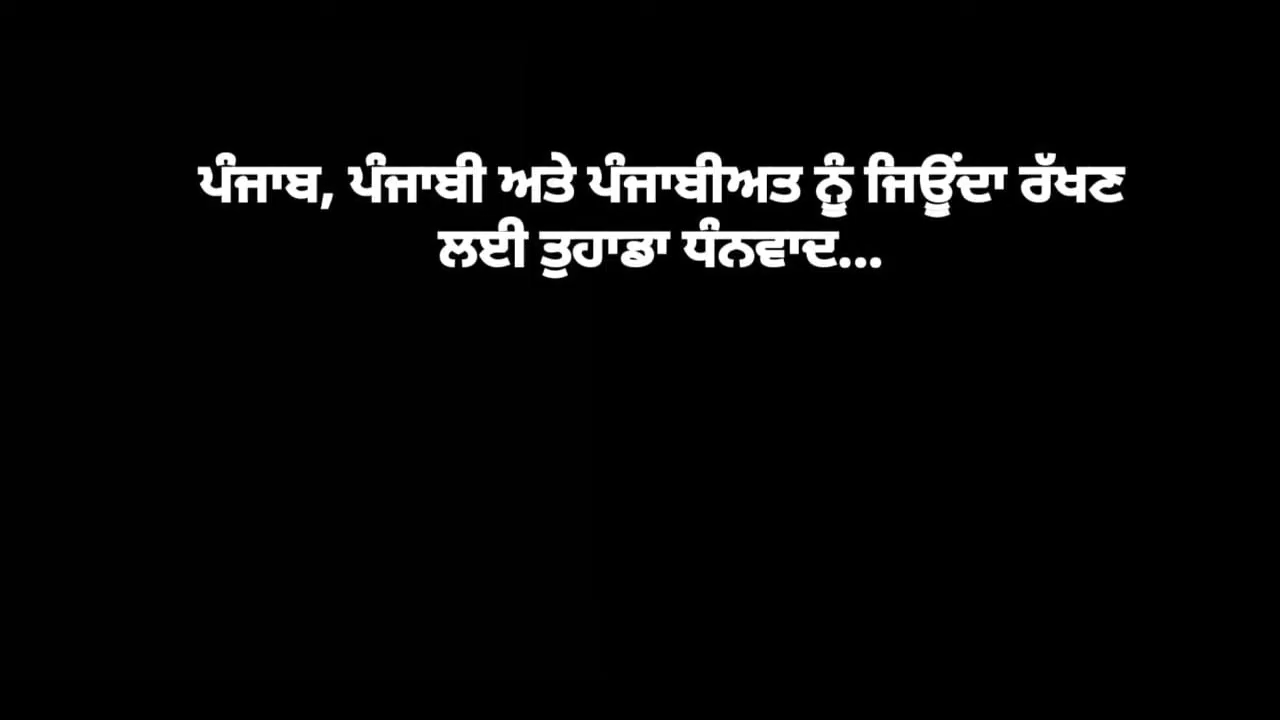 ਪੰਜਾਬ, ਪੰਜਾਬੀ ਅਤੇ ਪੰਜਾਬੀਅਤ ਨੂੰ ਜਿਊਂਦਾ ਰੱਖਣ
ਲਈ ਤੁਹਾਡਾ ਧੰਨਵਾਦ...